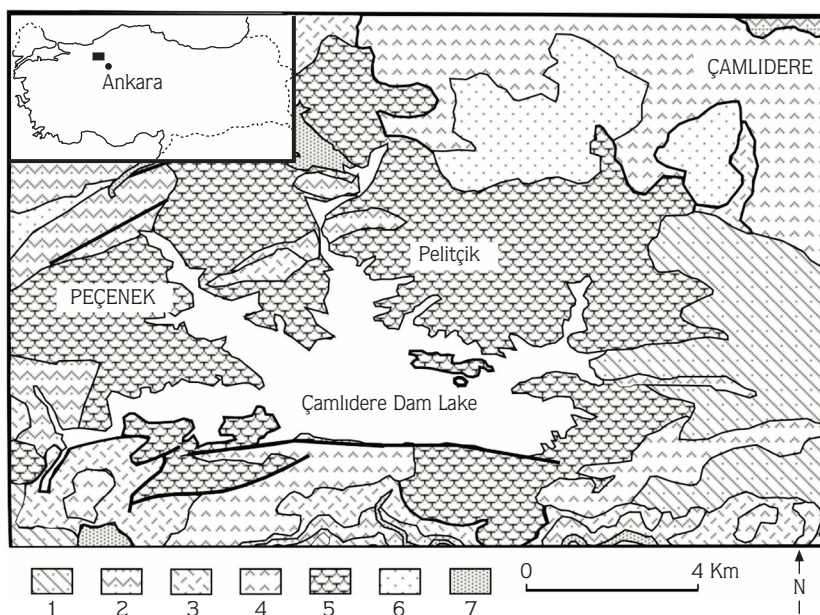 Ankara
ÇAMLIDERE
Pelitçik
PEÇENEK
Çamlıdere Dam Lake
1 2 3 4 5 6 7
0 4 Km
N